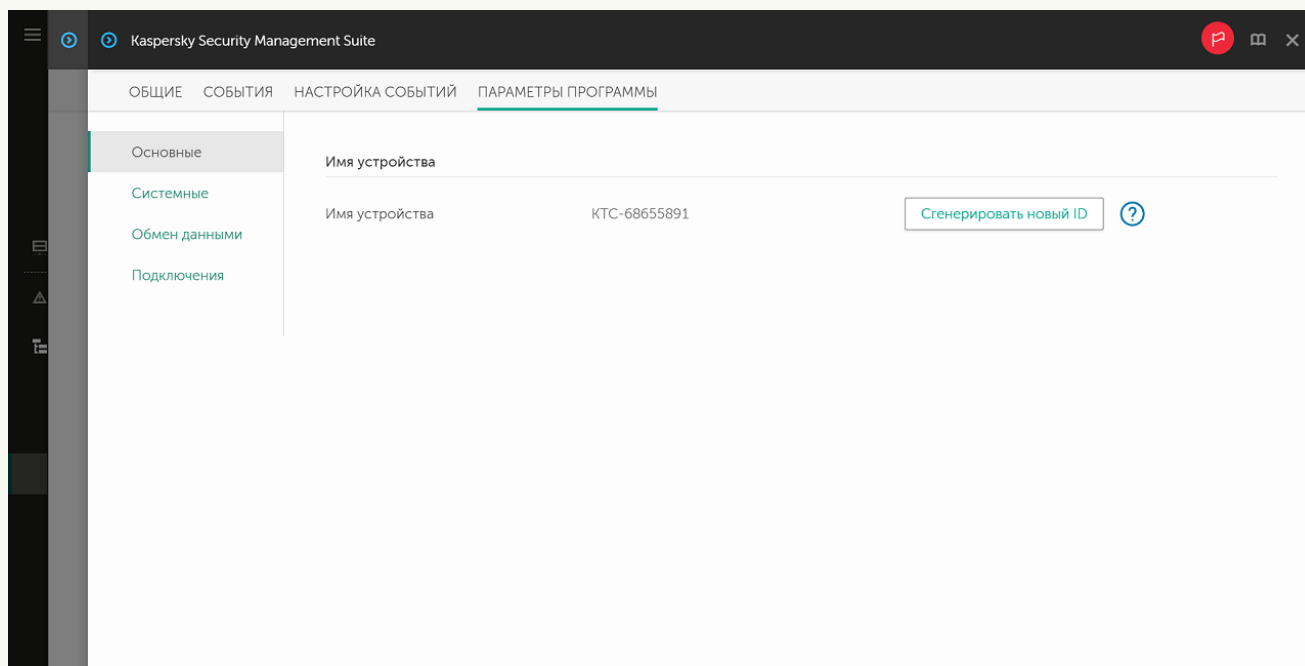 Kaspersky Security Management Suite
ОБЩИЕ СОБЫТИЯ НАСТРОЙКА СОБЫТИЙ ПАРАМЕТРЫ ПРОГРАММЫ
Основные
Системные
Обмен данными
Подключения
Имя устройства
Имя устройства KTC-68655891 Сгенерировать новый ID ?